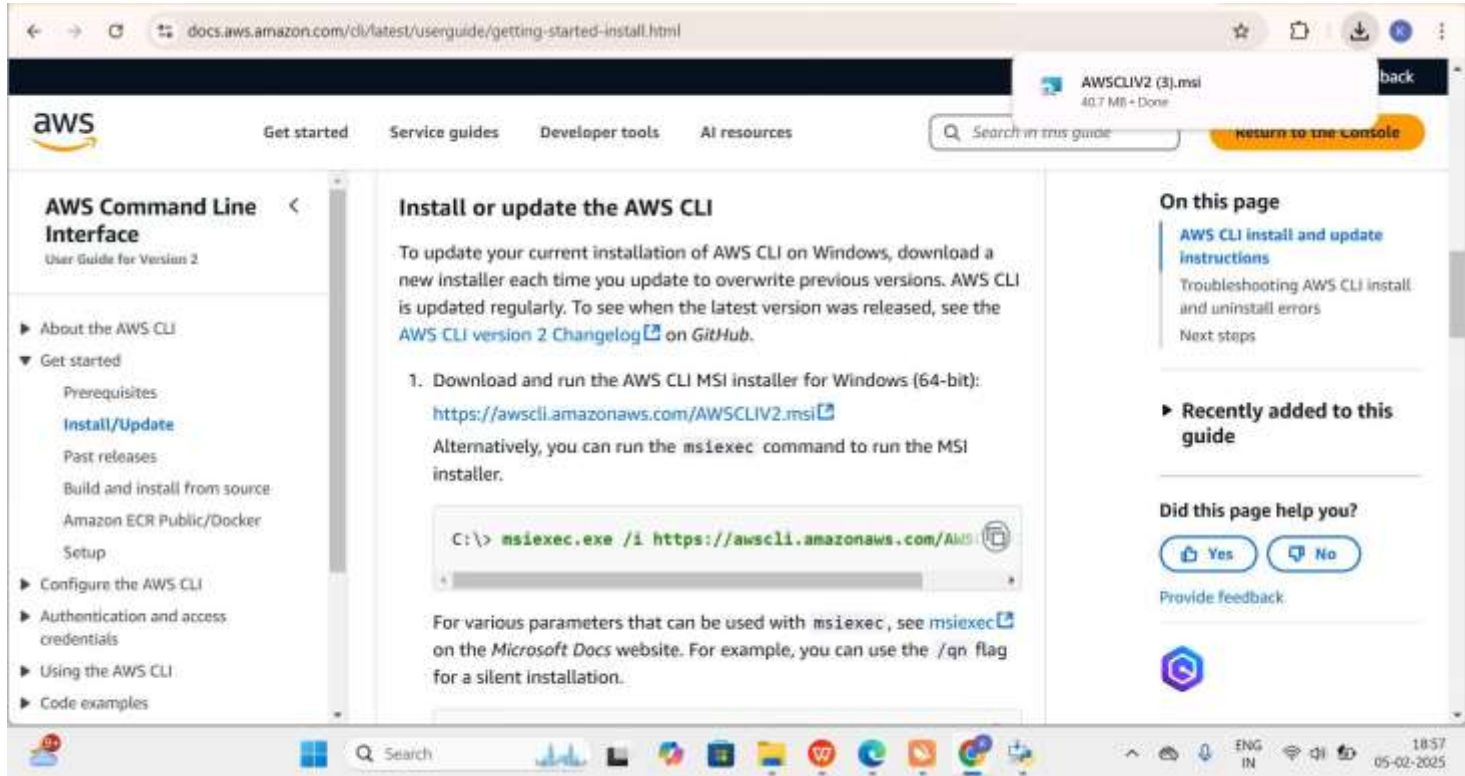 docs.aws.amazon.com/cli/latest/userguide/getting-started-install.html
K
AWSCLIV2 (3).msi
40.7 MB • Done
back
aws
Get started
Service guides
Developer tools
AI resources
Search in this guide
Return to the Console
AWS Command Line
Interface
User Guide for Version 2
About the AWS CLI
Get started
Prerequisites
Install/Update
Past releases
Build and install from source
Amazon ECR Public/Docker
Setup
Configure the AWS CLI
Authentication and access
credentials
Using the AWS CLI
Code examples
Install or update the AWS CLI
To update your current installation of AWS CLI on Windows, download a
new installer each time you update to overwrite previous versions. AWS CLI
is updated regularly. To see when the latest version was released, see the
AWS CLI version 2 Changelog on GitHub.
1. Download and run the AWS CLI MSI installer for Windows (64-bit):
https://awscli.amazonaws.com/AWSCLIV2.msi
Alternatively, you can run the msiexec command to run the MSI
installer.
C:\> msiexec.exe /i https://awscli.amazonaws.com/AWS
For various parameters that can be used with msiexec, see msiexec
on the Microsoft Docs website. For example, you can use the /qn flag
for a silent installation.
On this page
AWS CLI install and update
instructions
Troubleshooting AWS CLI install
and uninstall errors
Next steps
Recently added to this
guide
Did this page help you?
Yes
No
Provide feedback
Search
ENG
IN
18:57
05-02-2025